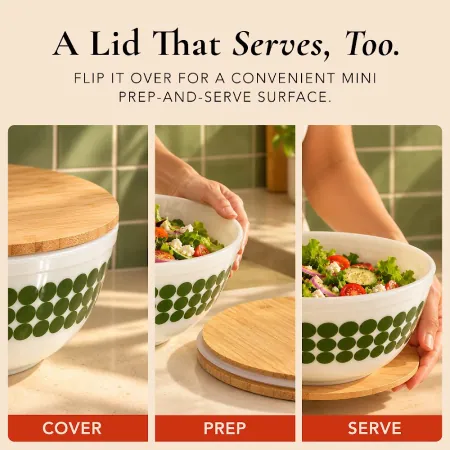 A Lid That Serves, Too.
FLIP IT OVER FOR A CONVENIENT MINI
PREP-AND-SERVE SURFACE.
COVER
PREP
SERVE